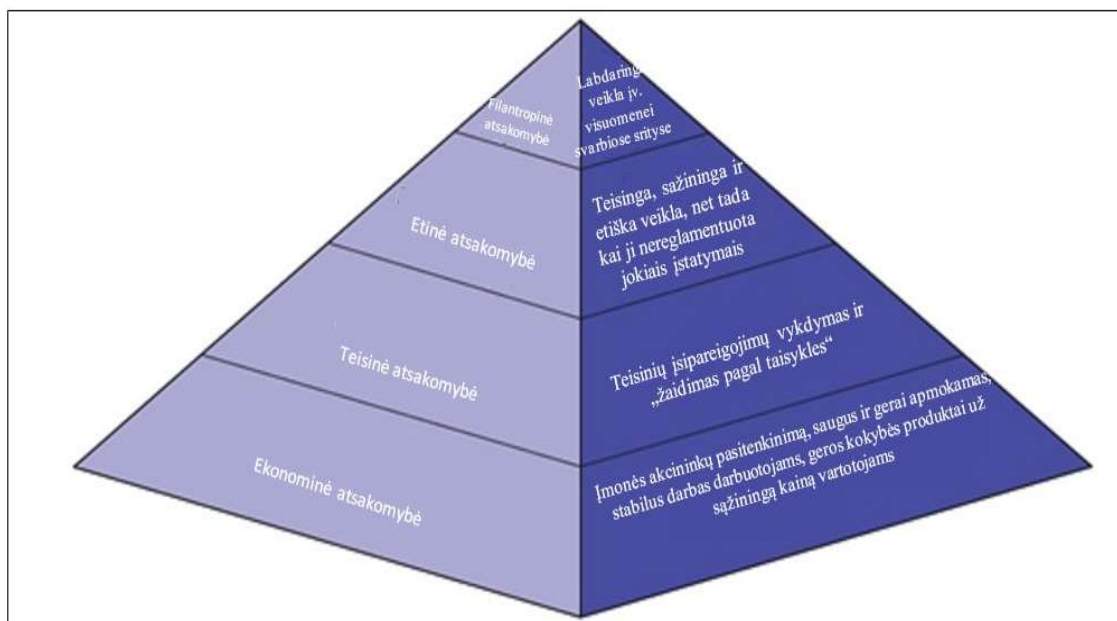 Filantropinė
atsakomybė
Labdaringa
veikla įv.
visuomenei
svarbiose srityse
Etinė atsakomybė
Teisinga, sažininga ir
etiška veikla, net tada
kai ji nereglamentuota
jokiais įstatymais
Teisinė atsakomybė
Teisinių įsipareigojimų vykdymas ir
„žaidimas pagal taisykles“
Ekonominė atsakomybė
Įmonės akcininkų pasitenkinimą, saugus ir gerai apmokamas,
stabilus darbas darbuotojams, geros kokybės produktai už
sąžiningą kainą vartotojams